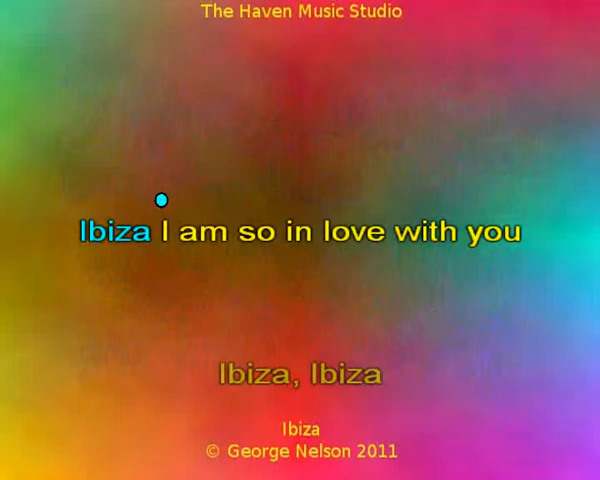 The Haven Music Studio
Ibiza I am so in love with you
Ibiza, Ibiza
Ibiza
© George Nelson 2011